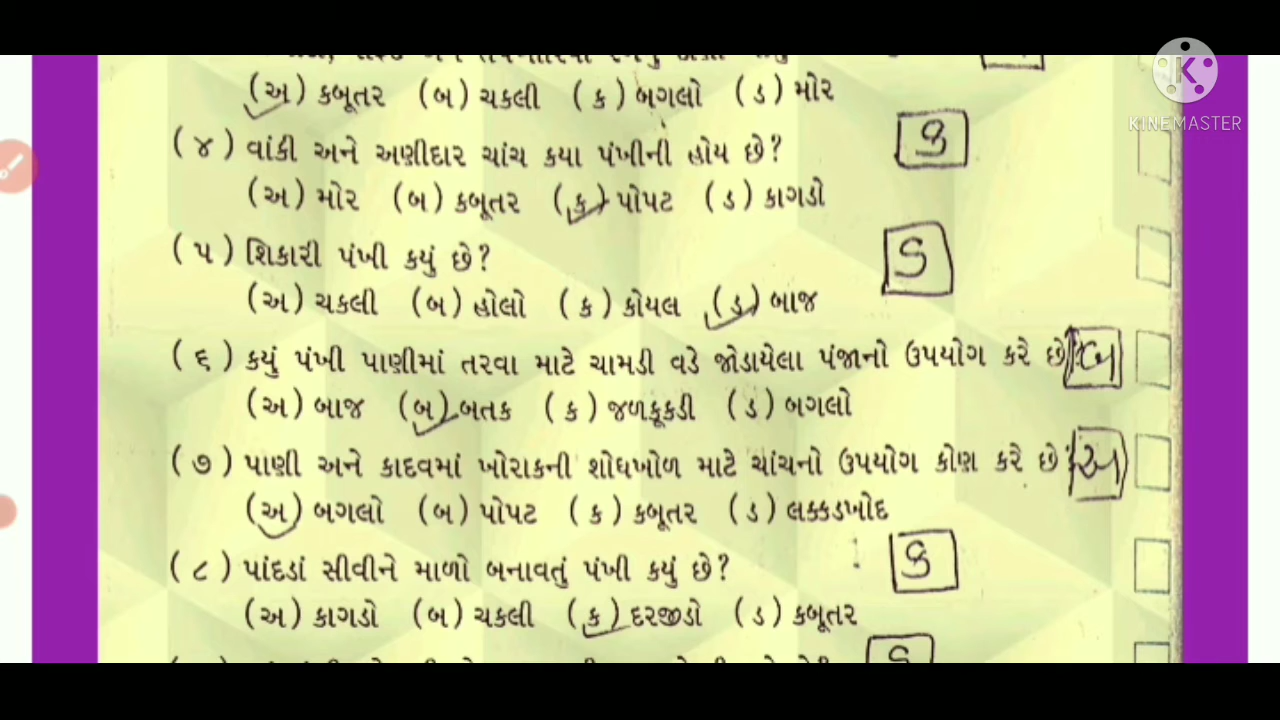 (અ) કબૂતર (બ) ચકલી (ક) બગલો (ડ) મોર
KINEMASTER
(૪) વાંકી અને અણીદાર ચાંચ કયા પંખીની હોય છે? ક
(અ) મોર (બ) કબૂતર (ક) પોપટ (ડ) કાગડો
(૫) શિકારી પંખી કયું છે? ડ
(અ) ચકલી (બ) હોલો (ક) કોયલ (ડ) બાજ
(૬) કયું પંખી પાણીમાં તરવા માટે ચામડી વડે જોડાયેલા પંજાનો ઉપયોગ કરે છે? બ
(અ) બાજ (બ) બતક (ક) જળકૂકડી (ડ) બગલો
(૭) પાણી અને કાદવમાં ખોરાકની શોધખોળ માટે ચાંચનો ઉપયોગ કોણ કરે છે? અ
(અ) બગલો (બ) પોપટ (ક) કબૂતર (ડ) લક્કડખોદ
(૮) પાંદડાં સીવીને માળો બનાવતું પંખી કયું છે? ક
(અ) કાગડો (બ) ચકલી (ક) દરજીડો (ડ) કબૂતર